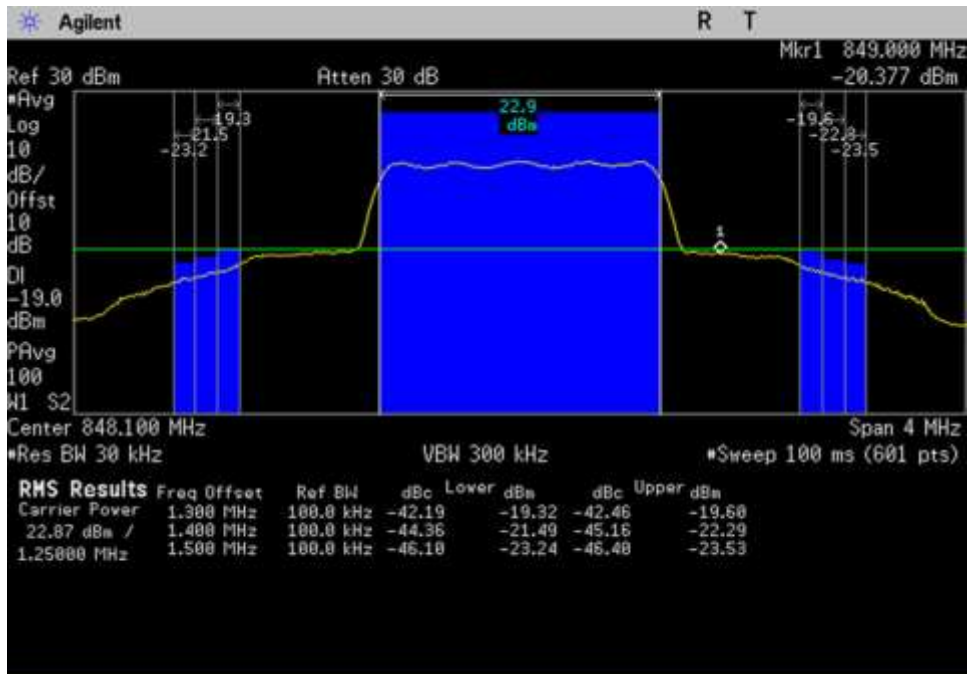 Agilent R T
Mkr1 849.000 MHz
Ref 30 dBm Atten 30 dB -20.377 dBm
#Avg
Log
10
dB/
Offst
10
dB
DI
-19.0
dBm
PAvg
100
W1 S2
22.9
dBm
-19.3
-21.5
-23.2
-19.6
-22.3
-23.5
1
Center 848.100 MHz Span 4 MHz
#Res BW 30 kHz VBW 300 kHz #Sweep 100 ms (601 pts)
RMS Results Freq Offset Ref BW dBc Lower dBm dBc Upper dBm
Carrier Power 1.300 MHz 100.0 kHz -42.19 -19.32 -42.46 -19.60
22.87 dBm / 1.400 MHz 100.0 kHz -44.36 -21.49 -45.16 -22.29
1.25000 MHz 1.500 MHz 100.0 kHz -46.10 -23.24 -46.40 -23.53